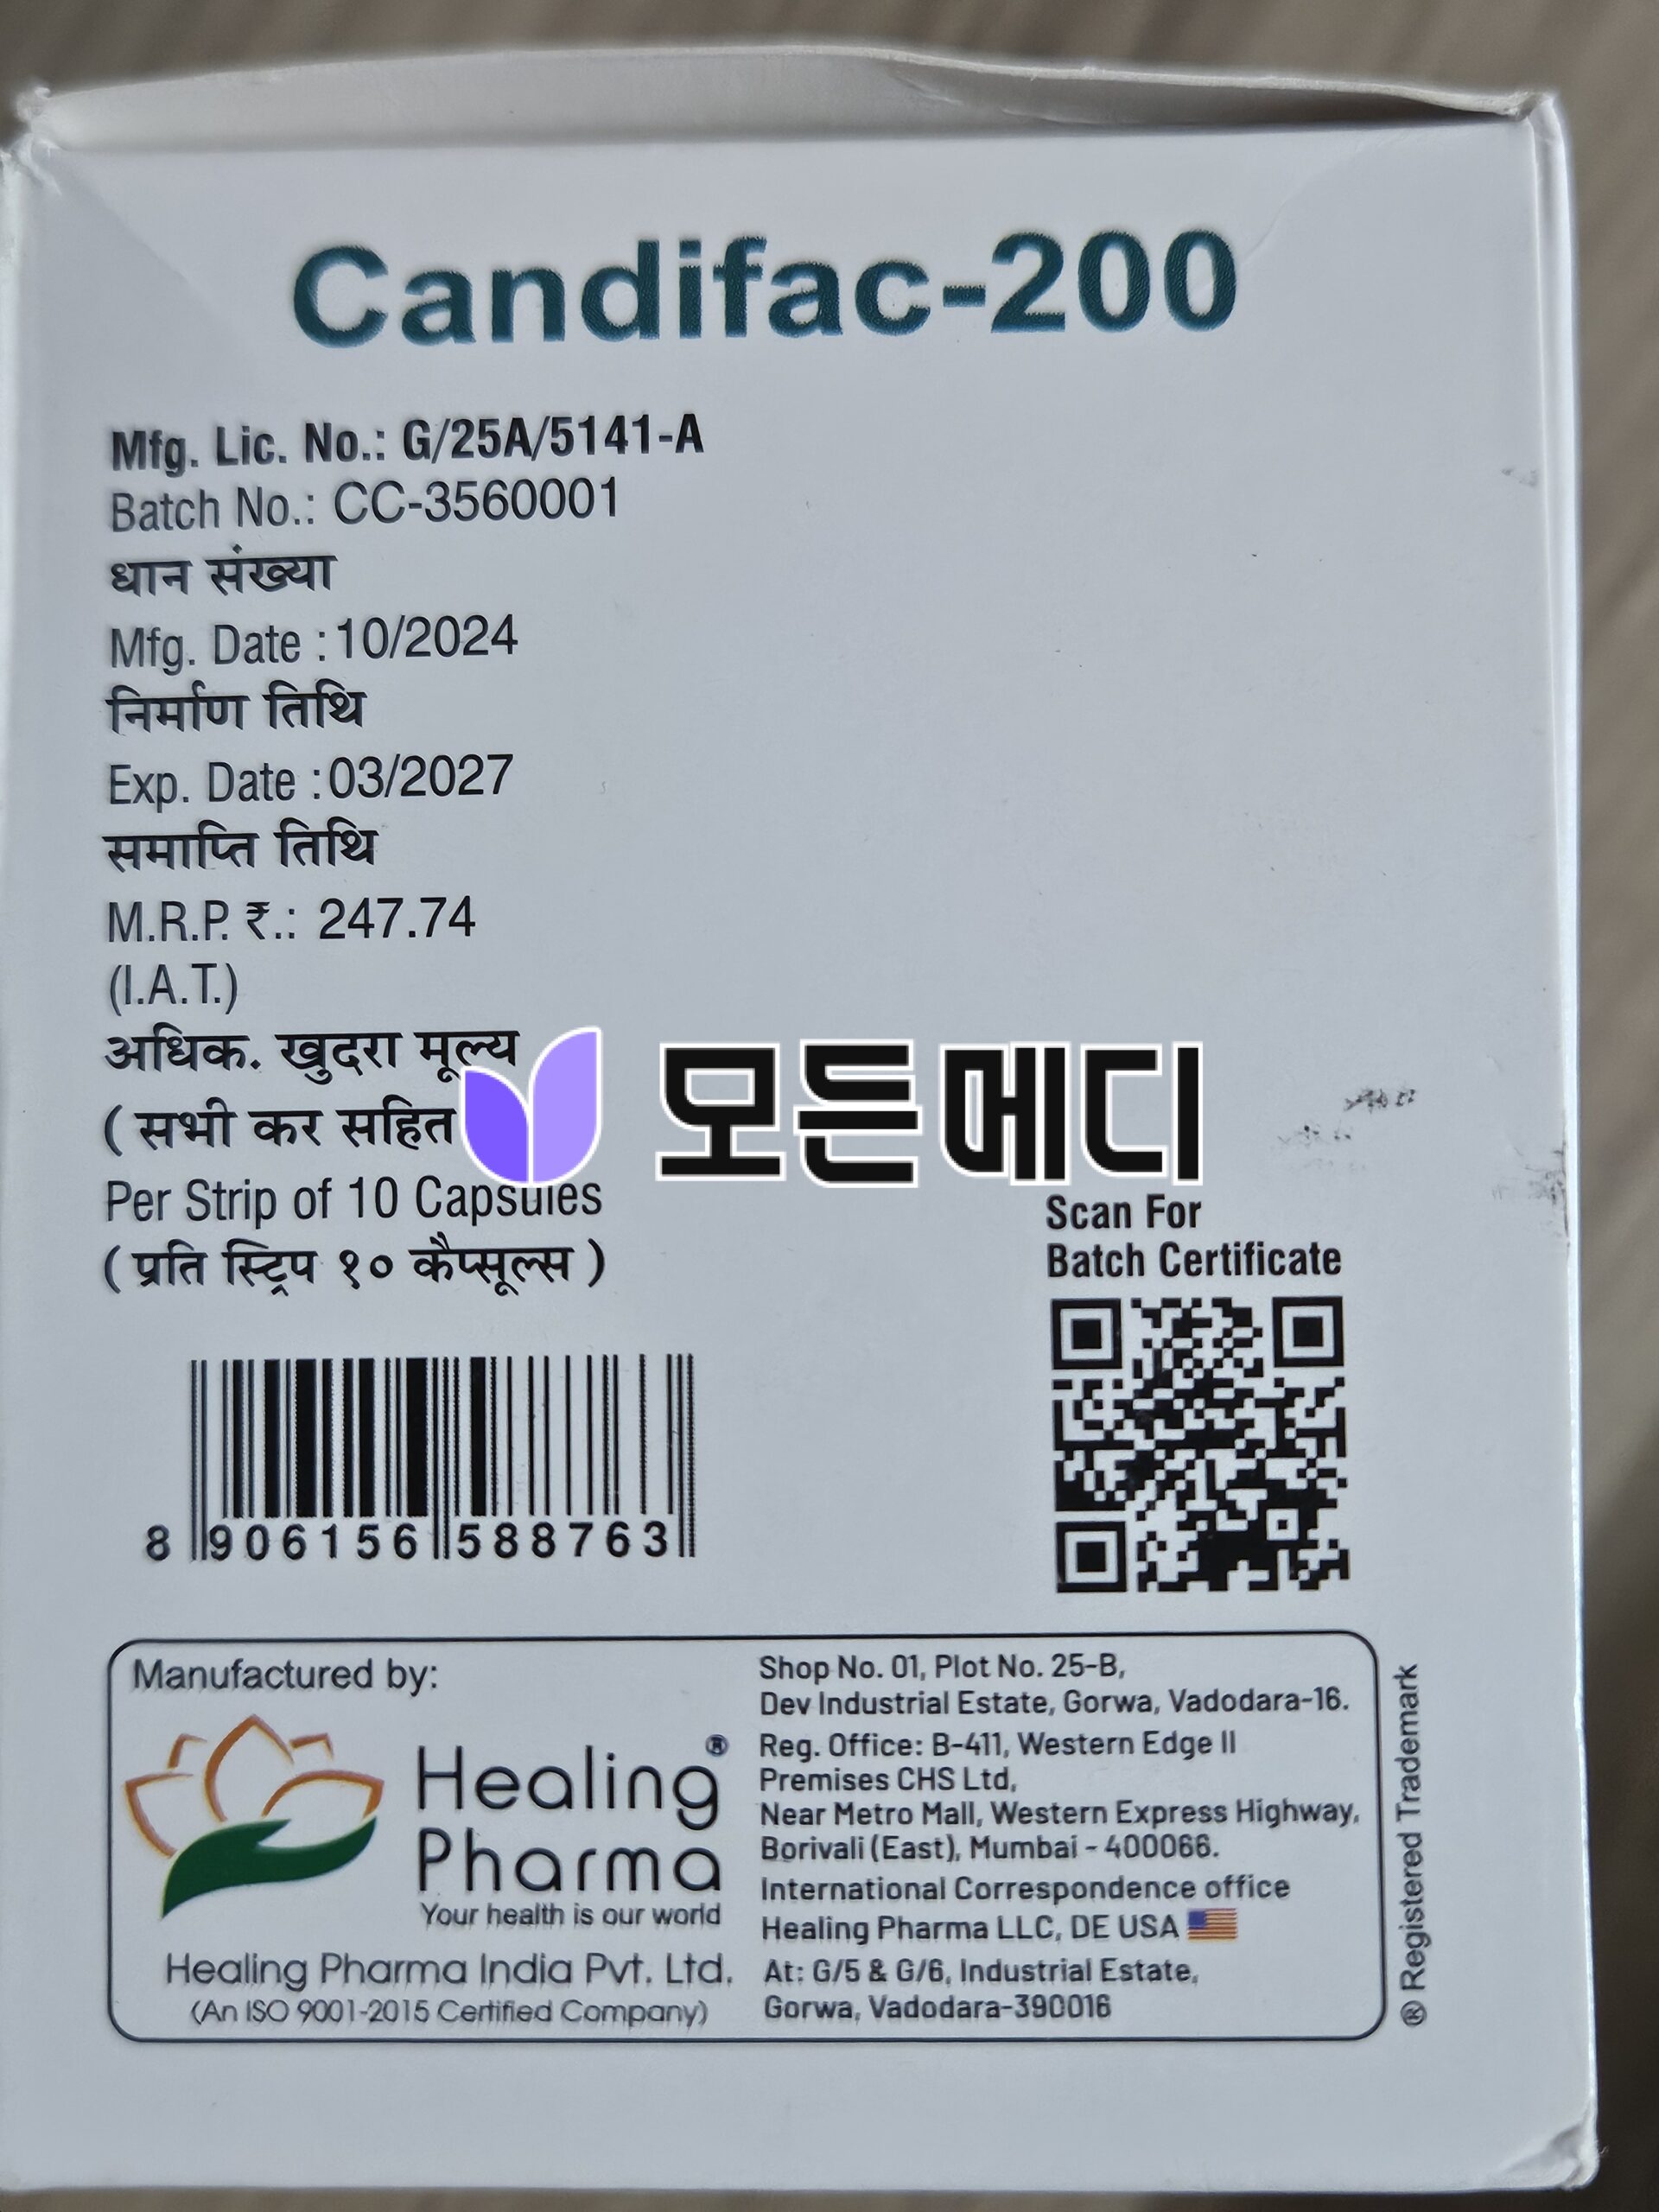 Candifac-200
Mfg. Lic. No.: G/25A/5141-A
Batch No.: CC-3560001
धान संख्या
Mfg. Date : 10/2024
निर्माण तिथि
Exp. Date : 03/2027
समाप्ति तिथि
M.R.P. ₹.: 247.74
(I.A.T.)
अधिक. खुदरा मूल्य
( सभी कर सहित
모든메디
Per Strip of 10 Capsules
( प्रति स्ट्रिप १० कैप्सूल्स )
Scan For
Batch Certificate
8 906156 588763
Manufactured by:
Healing®
Pharma
Your health is our world
Healing Pharma India Pvt. Ltd.
(An ISO 9001-2015 Certified Company)
Shop No. 01, Plot No. 25-B,
Dev Industrial Estate, Gorwa, Vadodara-16.
Reg. Office: B-411, Western Edge II
Premises CHS Ltd,
Near Metro Mall, Western Express Highway,
Borivali (East), Mumbai - 400066.
International Correspondence office
Healing Pharma LLC, DE USA
At: G/5 & G/6, Industrial Estate,
Gorwa, Vadodara-390016
® Registered Trademark